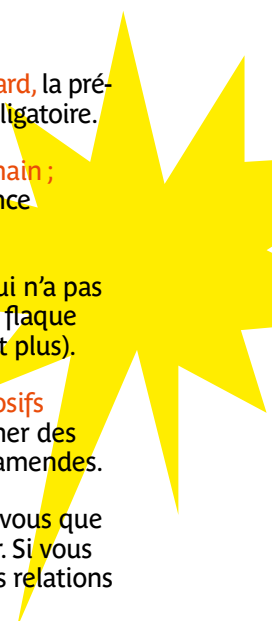 ard, la pré-
ligatoire.
nain ;
nce
ui n'a pas
flaque
t plus).
osifs
ner des
amendes.
vous que
r. Si vous
s relations